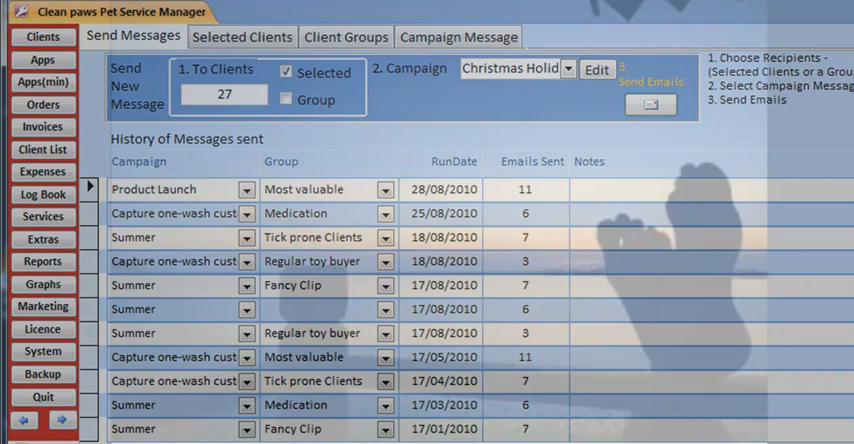 Clean paws Pet Service Manager
Clients
Apps
Apps(min)
Orders
Invoices
Client List
Expenses
Log Book
Services
Extras
Reports
Graphs
Marketing
Licence
System
Backup
Quit
Send Messages Selected Clients Client Groups Campaign Message
Send
New
Message
1. To Clients
27
Selected
Group
2. Campaign Christmas Holid Edit
3.
Send Emails
1. Choose Recipients -
(Selected Clients or a Grou
2. Select Campaign Messag
3. Send Emails
History of Messages sent
Campaign Group RunDate Emails Sent Notes
Product Launch Most valuable 28/08/2010 11
Capture one-wash cust Medication 25/08/2010 6
Summer Tick prone Clients 18/08/2010 7
Capture one-wash cust Regular toy buyer 18/08/2010 3
Summer Fancy Clip 17/08/2010 7
Summer 17/08/2010 6
Summer Regular toy buyer 17/08/2010 3
Capture one-wash cust Most valuable 17/05/2010 11
Capture one-wash cust Tick prone Clients 17/04/2010 7
Summer Medication 17/03/2010 6
Summer Fancy Clip 17/01/2010 7